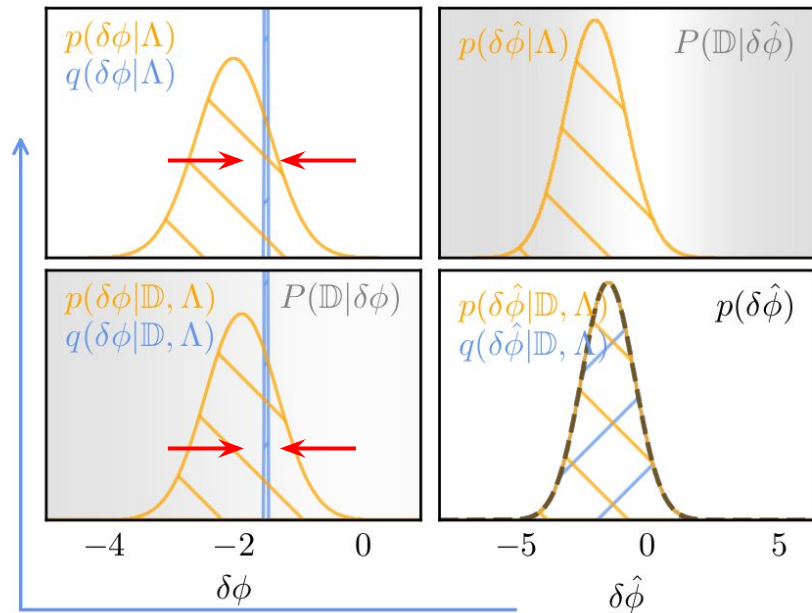 p(δϕ|Λ)
q(δϕ|Λ)
p(δϕ̂|Λ) P(𝔻|δϕ̂)
p(δϕ|𝔻, Λ) P(𝔻|δϕ)
q(δϕ|𝔻, Λ)
p(δϕ̂|𝔻, Λ) p(δϕ̂)
q(δϕ̂|𝔻, Λ)
−4 −2 0
δϕ
−5 0 5
δϕ̂